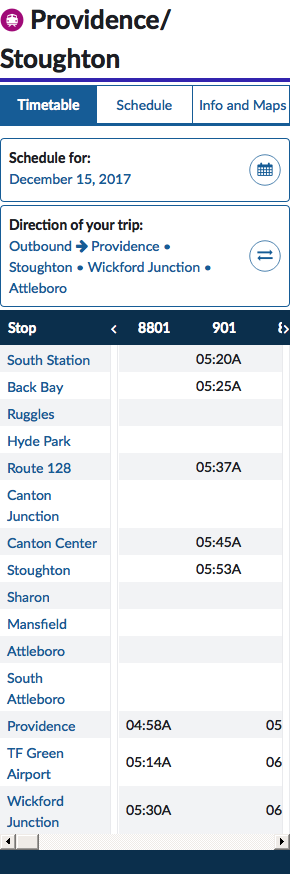 Providence/
Stoughton
Timetable Schedule Info and Maps
Schedule for:
December 15, 2017
Direction of your trip:
Outbound → Providence •
Stoughton • Wickford Junction •
Attleboro
Stop < 8801 901 >
South Station 05:20A
Back Bay 05:25A
Ruggles
Hyde Park
Route 128 05:37A
Canton
Junction
Canton Center 05:45A
Stoughton 05:53A
Sharon
Mansfield
Attleboro
South
Attleboro
Providence 04:58A 05
TF Green
Airport 05:14A 06
Wickford
Junction 05:30A 06